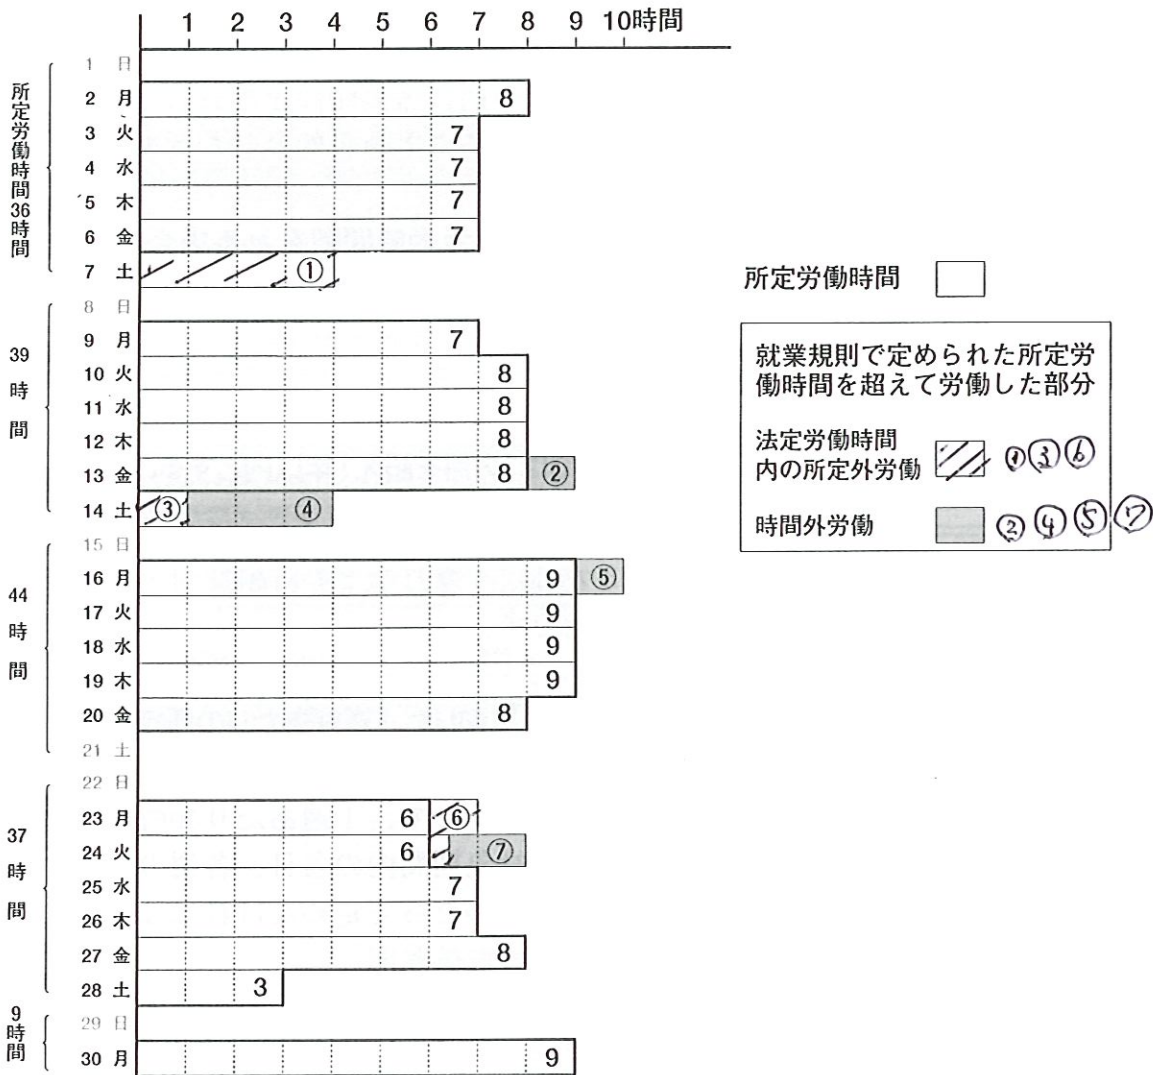 1 2 3 4 5 6 7 8 9 10時間
所定労働時間36時間
1 日
2 月 8
3 火 7
4 水 7
5 木 7
6 金 7
7 土 ①
39時間
8 日
9 月 7
10 火 8
11 水 8
12 木 8
13 金 8 ②
14 土 ③ ④
44時間
15 日
16 月 9 ⑤
17 火 9
18 水 9
19 木 9
20 金 8
21 土
37時間
22 日
23 月 6 ⑥
24 火 6 ⑦
25 水 7
26 木 7
27 金 8
28 土 3
9時間
29 日
30 月 9
所定労働時間
就業規則で定められた所定労
働時間を超えて労働した部分
法定労働時間
内の所定外労働 ①③⑥
時間外労働 ②④⑤⑦